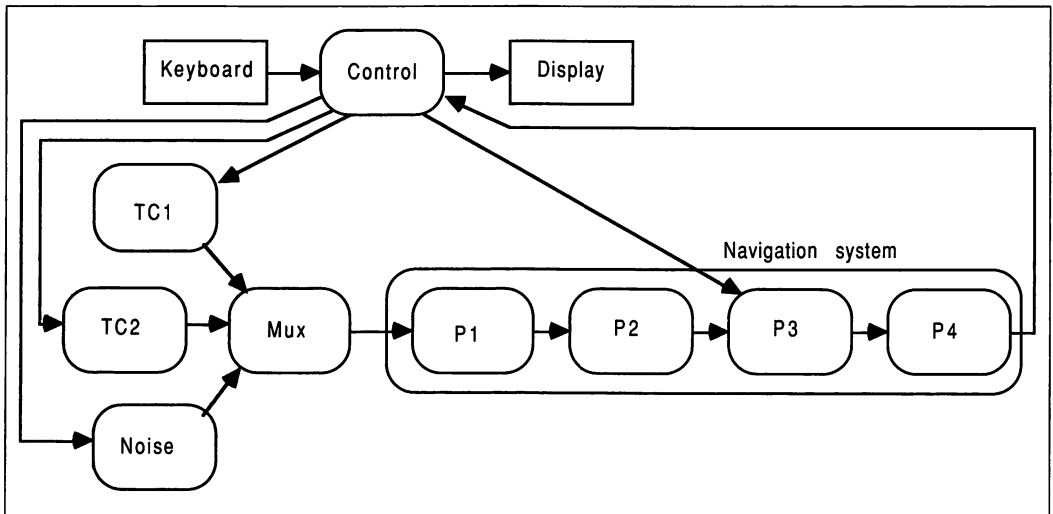 Keyboard
Control
Display
TC1
Navigation system
TC2
Mux
P1
P2
P3
P4
Noise